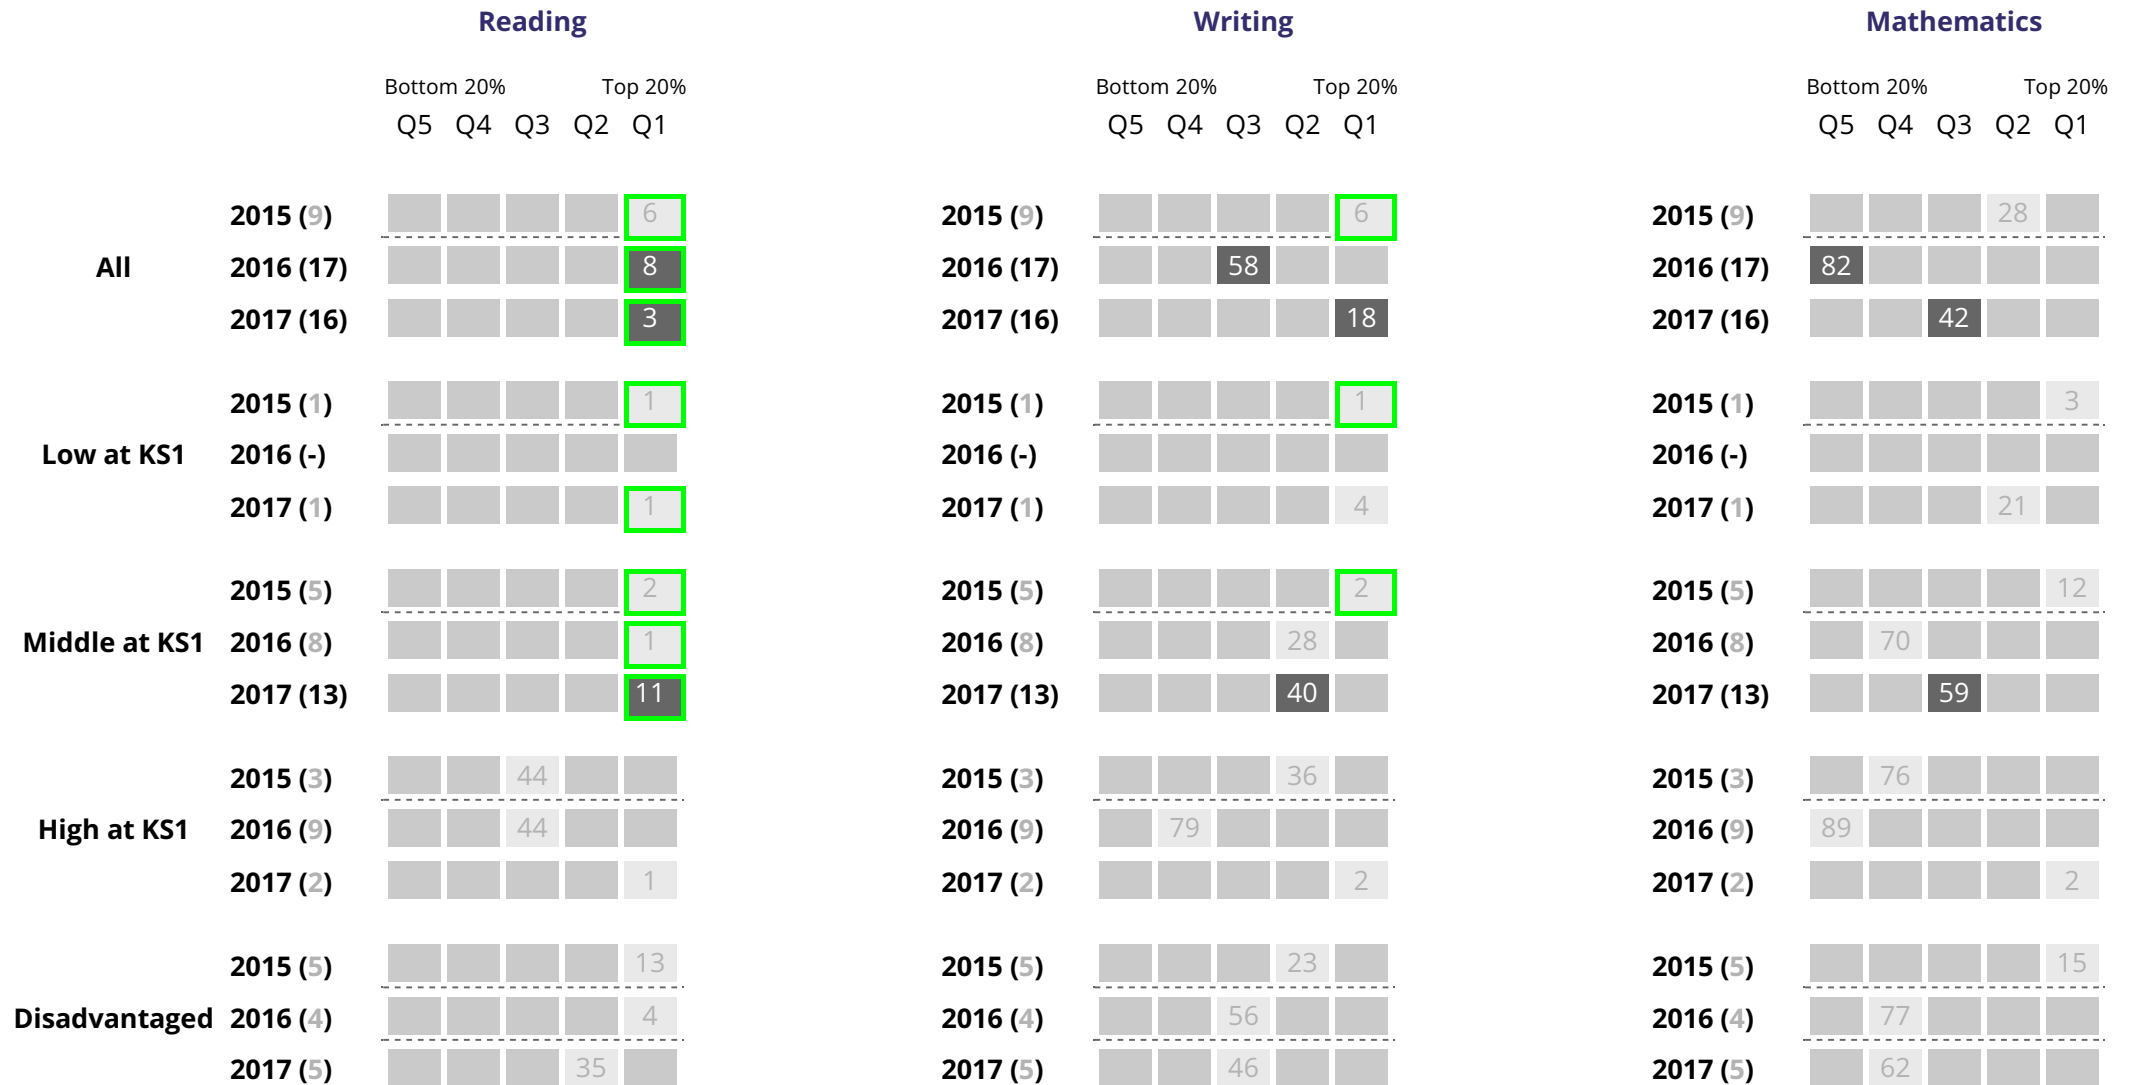 Reading Writing Mathematics
Bottom 20% Top 20% Bottom 20% Top 20% Bottom 20% Top 20%
Q5 Q4 Q3 Q2 Q1 Q5 Q4 Q3 Q2 Q1 Q5 Q4 Q3 Q2 Q1
2015 (9) 6 2015 (9) 6 2015 (9) 28
All 2016 (17) 8 2016 (17) 58 2016 (17) 82
2017 (16) 3 2017 (16) 18 2017 (16) 42
2015 (1) 1 2015 (1) 1 2015 (1) 3
Low at KS1 2016 (-) 2016 (-) 2016 (-)
2017 (1) 1 2017 (1) 4 2017 (1) 21
2015 (5) 2 2015 (5) 2 2015 (5) 12
Middle at KS1 2016 (8) 1 2016 (8) 28 2016 (8) 70
2017 (13) 11 2017 (13) 40 2017 (13) 59
2015 (3) 44 2015 (3) 36 2015 (3) 76
High at KS1 2016 (9) 44 2016 (9) 79 2016 (9) 89
2017 (2) 1 2017 (2) 2 2017 (2) 2
2015 (5) 13 2015 (5) 23 2015 (5) 15
Disadvantaged 2016 (4) 4 2016 (4) 56 2016 (4) 77
2017 (5) 35 2017 (5) 46 2017 (5) 62